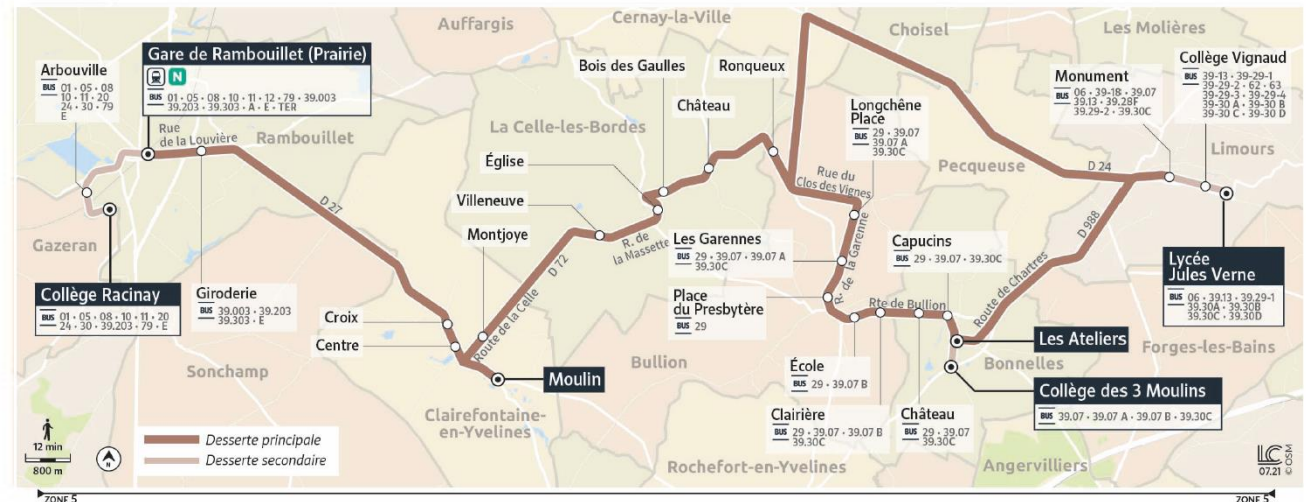 Auffargis
Cernay-la-Ville
Choisel
Les Molières
Gare de Rambouillet (Prairie)
N
BUS 01 • 05 • 08 • 10 • 11 • 12 • 79 • 39.003
39.203 • 39.303 • A • E • TER
Arbouville
BUS 01 • 05 • 08
10 • 11 • 20
24 • 30 • 79
E
Rue
de la Louvière
Rambouillet
Bois des Gaulles
Ronqueux
Château
La Celle-les-Bordes
Église
Villeneuve
Montjoye
Longchêne
Place
BUS 29 • 39.07
39.07 A
39.30C
Monument
BUS 06 • 39-18 • 39.07
39.13 • 39.28F
39.29-2 • 39.30C
Collège Vignaud
BUS 39-13 • 39-29-1
39-29-2 • 62 • 63
39-29-3 • 39-29-4
39-30 A • 39-30 B
39-30 C • 39-30 D
Limours
Pecqueuse
D 24
D 988
Rue du
Clos des Vignes
R. de la Garenne
R. de
la Massette
D 27
D 72
Route de la Celle
Gazeran
Collège Racinay
BUS 01 • 05 • 08 • 10 • 11 • 20
24 • 30 • 39.203 • 79 • E
Giroderie
BUS 39.003 • 39.203
39.303 • E
Croix
Centre
Sonchamp
Moulin
Clairefontaine-
en-Yvelines
Les Garennes
BUS 29 • 39.07 • 39.07 A
39.30C
Capucins
BUS 29 • 39.07 • 39.30C
Place
du Presbytère
BUS 29
Rte de Bullion
Route de Chartres
Bullion
École
BUS 29 • 39.07 B
Clairière
BUS 29 • 39.07 • 39.07 B
39.30C
Château
BUS 29 • 39.07
39.30C
Les Ateliers
Bonnelles
Collège des 3 Moulins
BUS 39.07 • 39.07 A • 39.07 B • 39.30C
Lycée
Jules Verne
BUS 06 • 39.13 • 39.29-1
39.30A • 39.30B
39.30C • 39.30D
Forges-les-Bains
Rochefort-en-Yvelines
Angervilliers
12 min
800 m
N
Desserte principale
Desserte secondaire
LC
07.21
© OSM
ZONE 5
ZONE 5